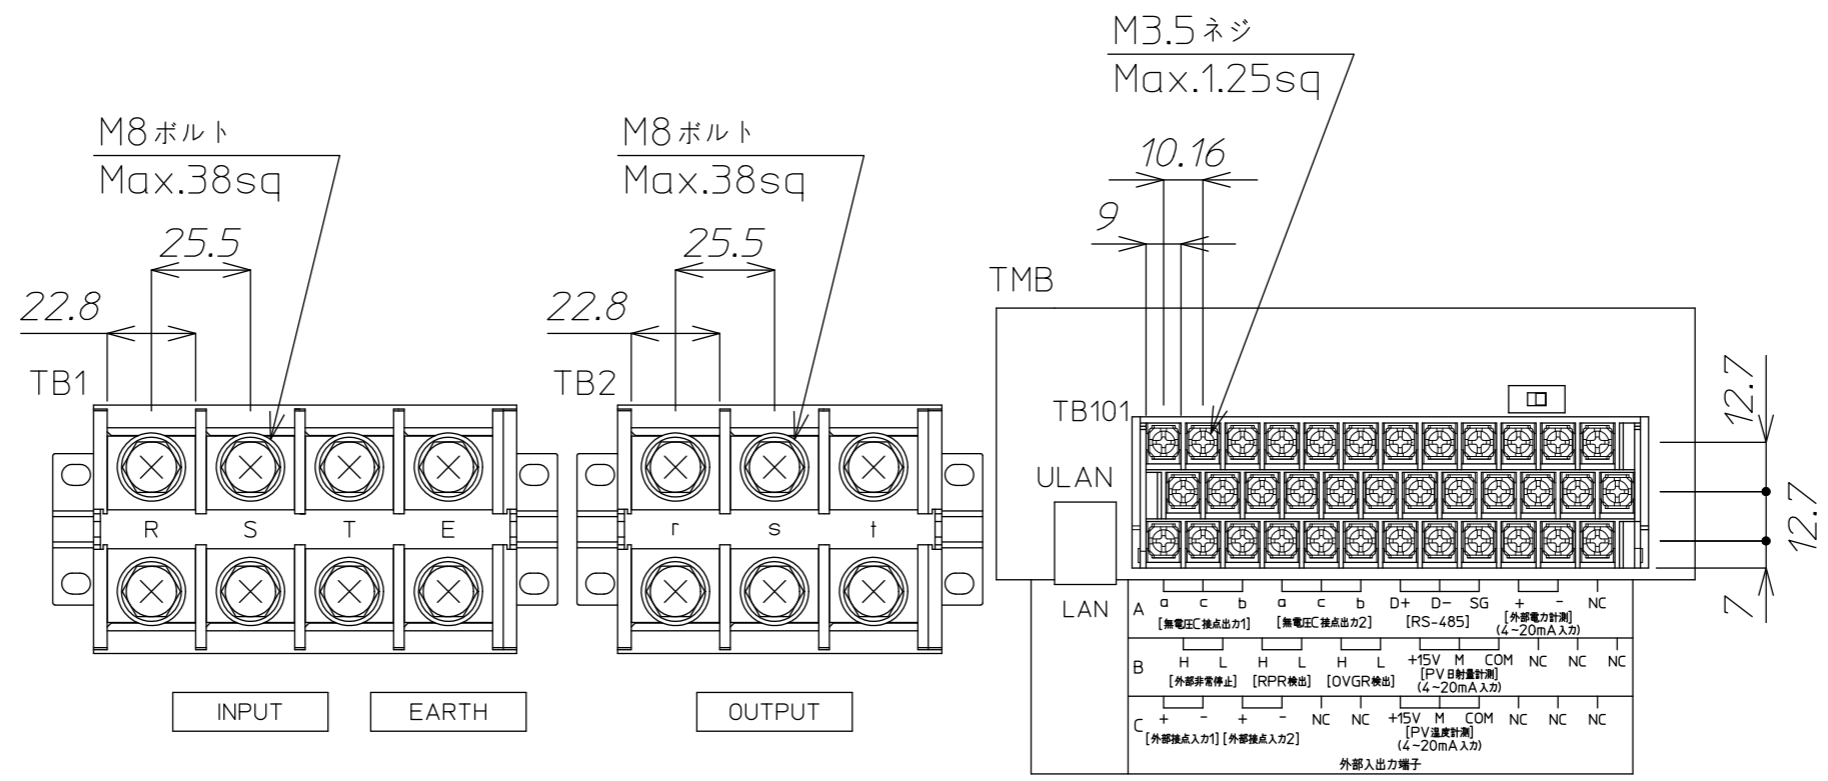 M8ボルト
Max.38sq
25.5
22.8
TB1
R S T E
INPUT
EARTH
M8ボルト
Max.38sq
25.5
22.8
TB2
r s t
OUTPUT
M3.5ネジ
Max.1.25sq
10.16
9
TMB
TB101
ULAN
LAN
12.7
12.7
7
A a c b a c b D+ D- SG + - NC
[無電圧C接点出力1] [無電圧C接点出力2] [RS-485] [外部電力計測]
(4~20mA入力)
B H L H L H L +15V M COM NC NC NC
[外部非常停止] [RPR検出] [OVGR検出] [PV日射量計測]
(4~20mA入力)
C + - + - NC NC +15V M COM NC NC NC
[外部接点入力1] [外部接点入力2] [PV温度計測]
(4~20mA入力)
外部入出力端子